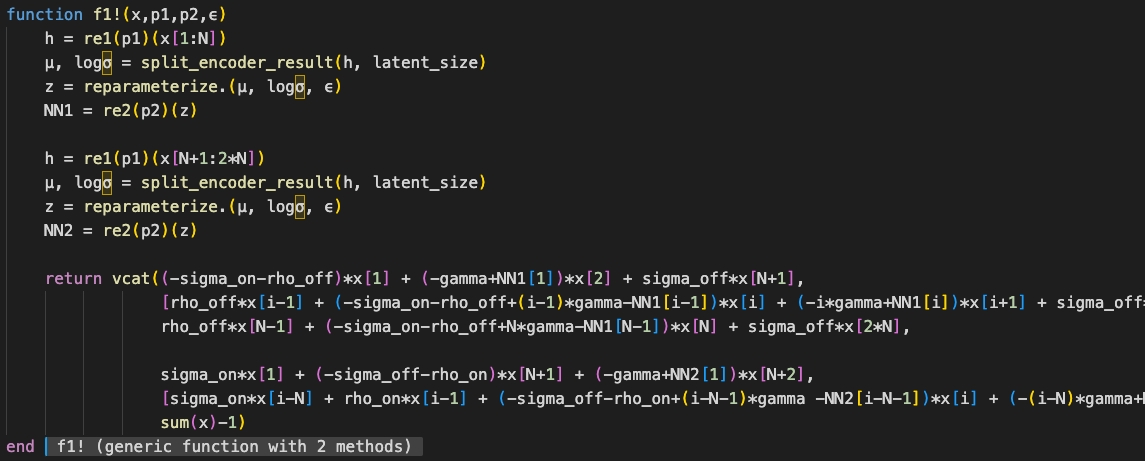 function f1!(x,p1,p2,ϵ)
    h = re1(p1)(x[1:N])
    μ, logσ = split_encoder_result(h, latent_size)
    z = reparameterize.(μ, logσ, ϵ)
    NN1 = re2(p2)(z)

    h = re1(p1)(x[N+1:2*N])
    μ, logσ = split_encoder_result(h, latent_size)
    z = reparameterize.(μ, logσ, ϵ)
    NN2 = re2(p2)(z)

    return vcat((-sigma_on-rho_off)*x[1] + (-gamma+NN1[1])*x[2] + sigma_off*x[N+1],
                [rho_off*x[i-1] + (-sigma_on-rho_off+(i-1)*gamma-NN1[i-1])*x[i] + (-i*gamma+NN1[i])*x[i+1] + sigma_off
                rho_off*x[N-1] + (-sigma_on-rho_off+N*gamma-NN1[N-1])*x[N] + sigma_off*x[2*N],

                sigma_on*x[1] + (-sigma_off-rho_on)*x[N+1] + (-gamma+NN2[1])*x[N+2],
                [sigma_on*x[i-N] + rho_on*x[i-1] + (-sigma_off-rho_on+(i-N-1)*gamma -NN2[i-N-1])*x[i] + (-(i-N)*gamma+
                sum(x)-1)
end f1! (generic function with 2 methods)